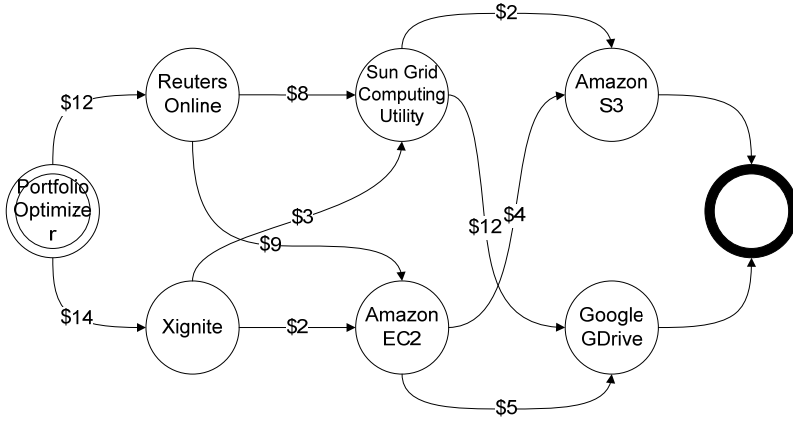 $2
Reuters
Online
Sun Grid
Computing
Utility
Amazon
S3
$12
$8
Portfolio
Optimize
r
$3
$4
$12
$9
$14
Xignite
$2
Amazon
EC2
Google
GDrive
$5